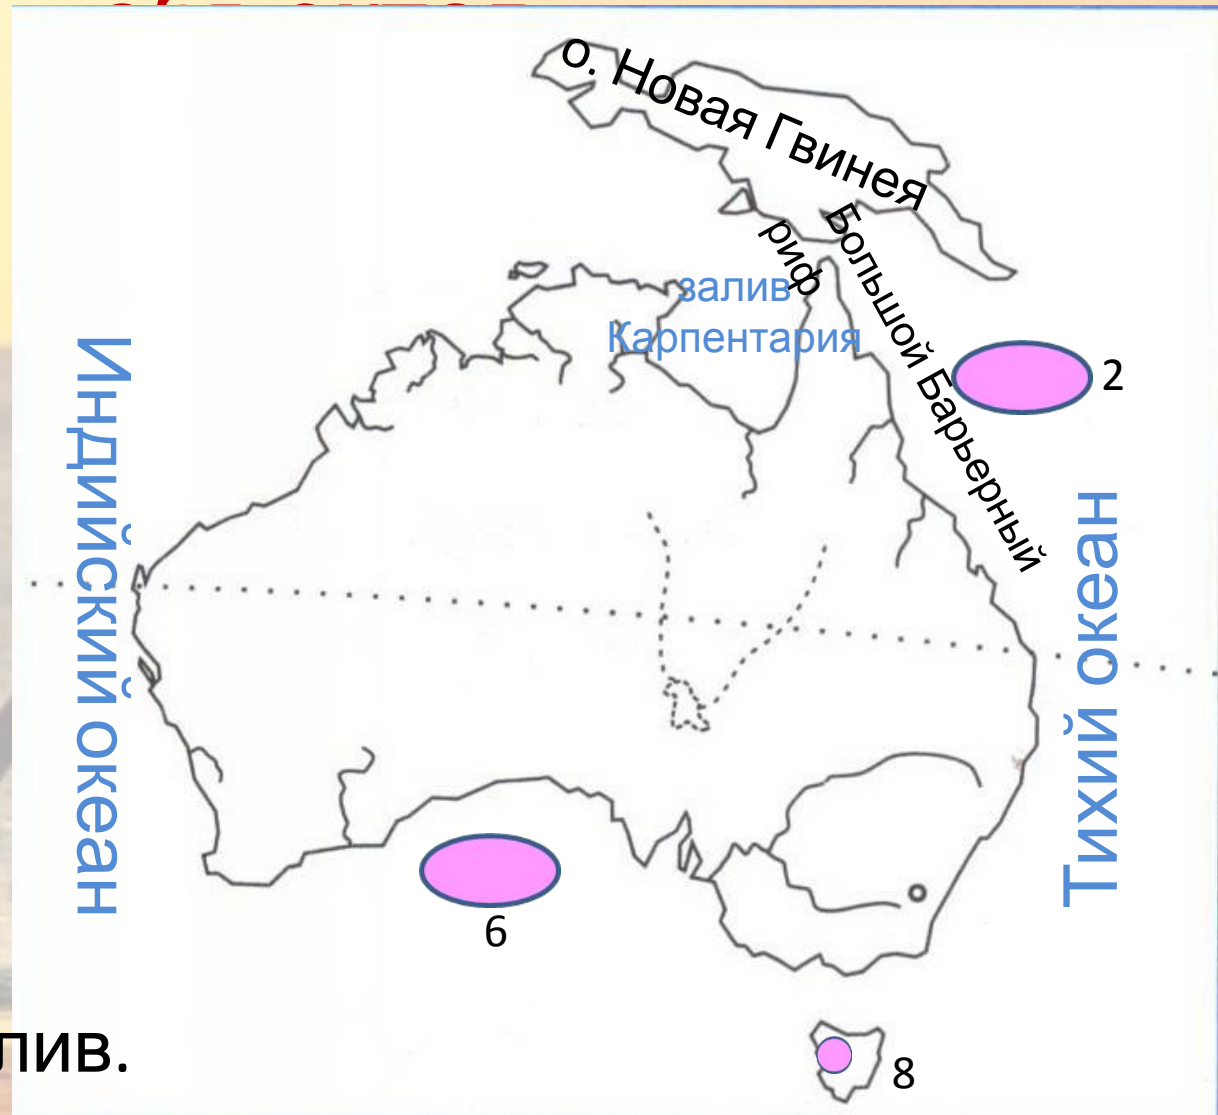 о. Новая Гвинея
Большой Барьерный
риф
залив
Карпентария
2
Индийский океан
Тихий океан
6
8
лив.